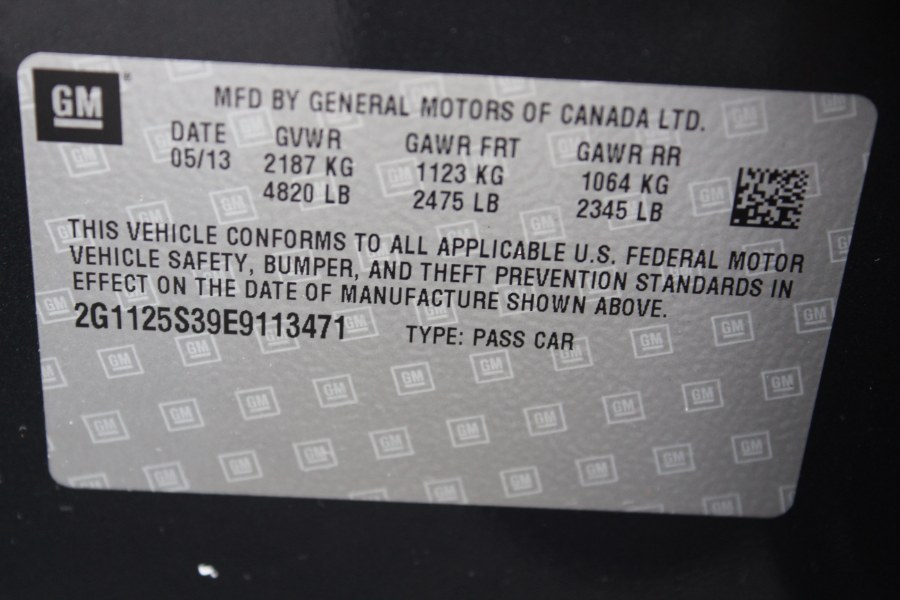 GM
MFD BY GENERAL MOTORS OF CANADA LTD.
DATE GVWR GAWR FRT GAWR RR
05/13 2187 KG 1123 KG 1064 KG
4820 LB 2475 LB 2345 LB
THIS VEHICLE CONFORMS TO ALL APPLICABLE U.S. FEDERAL MOTOR
VEHICLE SAFETY, BUMPER, AND THEFT PREVENTION STANDARDS IN
EFFECT ON THE DATE OF MANUFACTURE SHOWN ABOVE.
2G1125S39E9113471 TYPE: PASS CAR